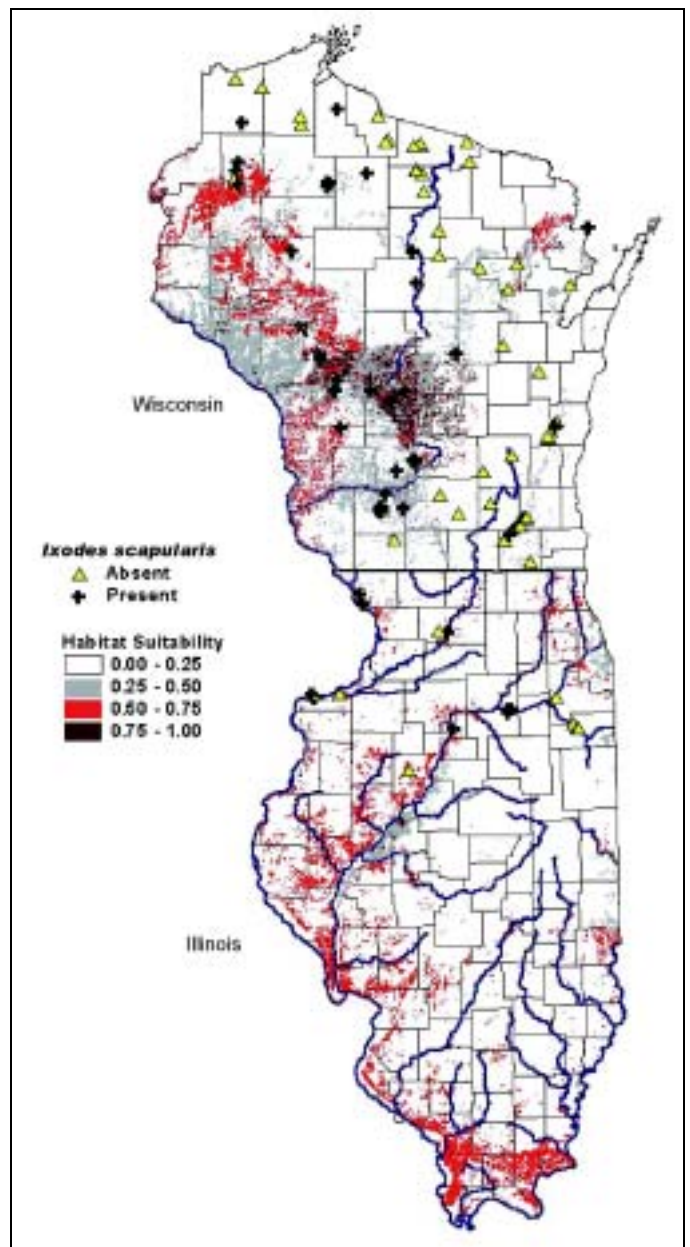 Wisconsin
Ixodes scapularis
Absent
Present
Habitat Suitability
0.00 - 0.25
0.25 - 0.50
0.50 - 0.75
0.75 - 1.00
Illinois